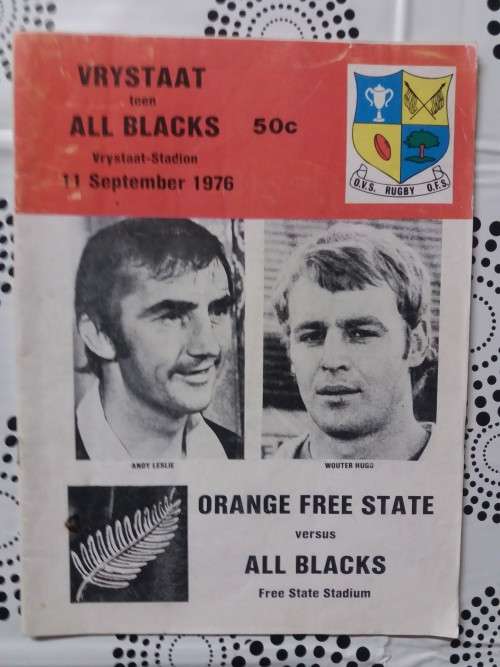 VRYSTAAT
teen
ALL BLACKS 50c
Vrystaat-Stadion
11 September 1976
O.V.S. RUGBY O.F.S.
ANDY LESLIE
WOUTER HUGO
ORANGE FREE STATE
versus
ALL BLACKS
Free State Stadium